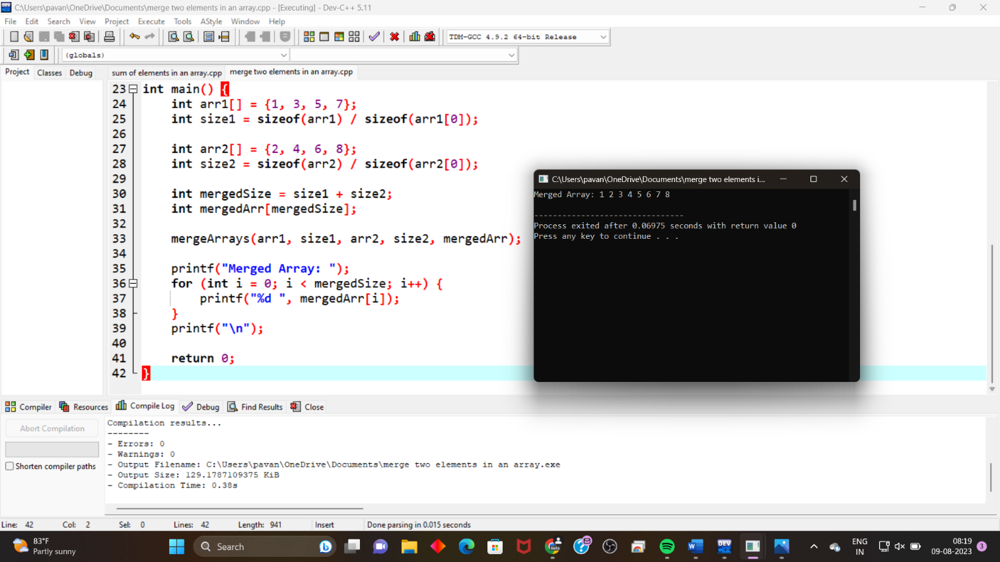 C:\Users\pavan\OneDrive\Documents\merge two elements in an array.cpp - [Executing] - Dev-C++ 5.11
File Edit Search View Project Execute Tools AStyle Window Help
TDM-GCC 4.9.2 64-bit Release
(globals)
Project Classes Debug
sum of elements in an array.cpp merge two elements in an array.cpp
23 int main() {
24 int arr1[] = {1, 3, 5, 7};
25 int size1 = sizeof(arr1) / sizeof(arr1[0]);
26
27 int arr2[] = {2, 4, 6, 8};
28 int size2 = sizeof(arr2) / sizeof(arr2[0]);
29
30 int mergedSize = size1 + size2;
31 int mergedArr[mergedSize];
32
33 mergeArrays(arr1, size1, arr2, size2, mergedArr);
34
35 printf("Merged Array: ");
36 for (int i = 0; i < mergedSize; i++) {
37 printf("%d ", mergedArr[i]);
38 }
39 printf("\n");
40
41 return 0;
42 }
C:\Users\pavan\OneDrive\Documents\merge two elements i...
Merged Array: 1 2 3 4 5 6 7 8
--------------------------------
Process exited after 0.06975 seconds with return value 0
Press any key to continue . . .
Compiler Resources Compile Log Debug Find Results Close
Abort Compilation
Shorten compiler paths
Compilation results...
--------
- Errors: 0
- Warnings: 0
- Output Filename: C:\Users\pavan\OneDrive\Documents\merge two elements in an array.exe
- Output Size: 129.1787109375 KiB
- Compilation Time: 0.38s
Line: 42 Col: 2 Sel: 0 Lines: 42 Length: 941 Insert Done parsing in 0.015 seconds
83°F
Partly sunny
Search
Beta
DEV
ENG
IN
08:19
09-08-2023
3